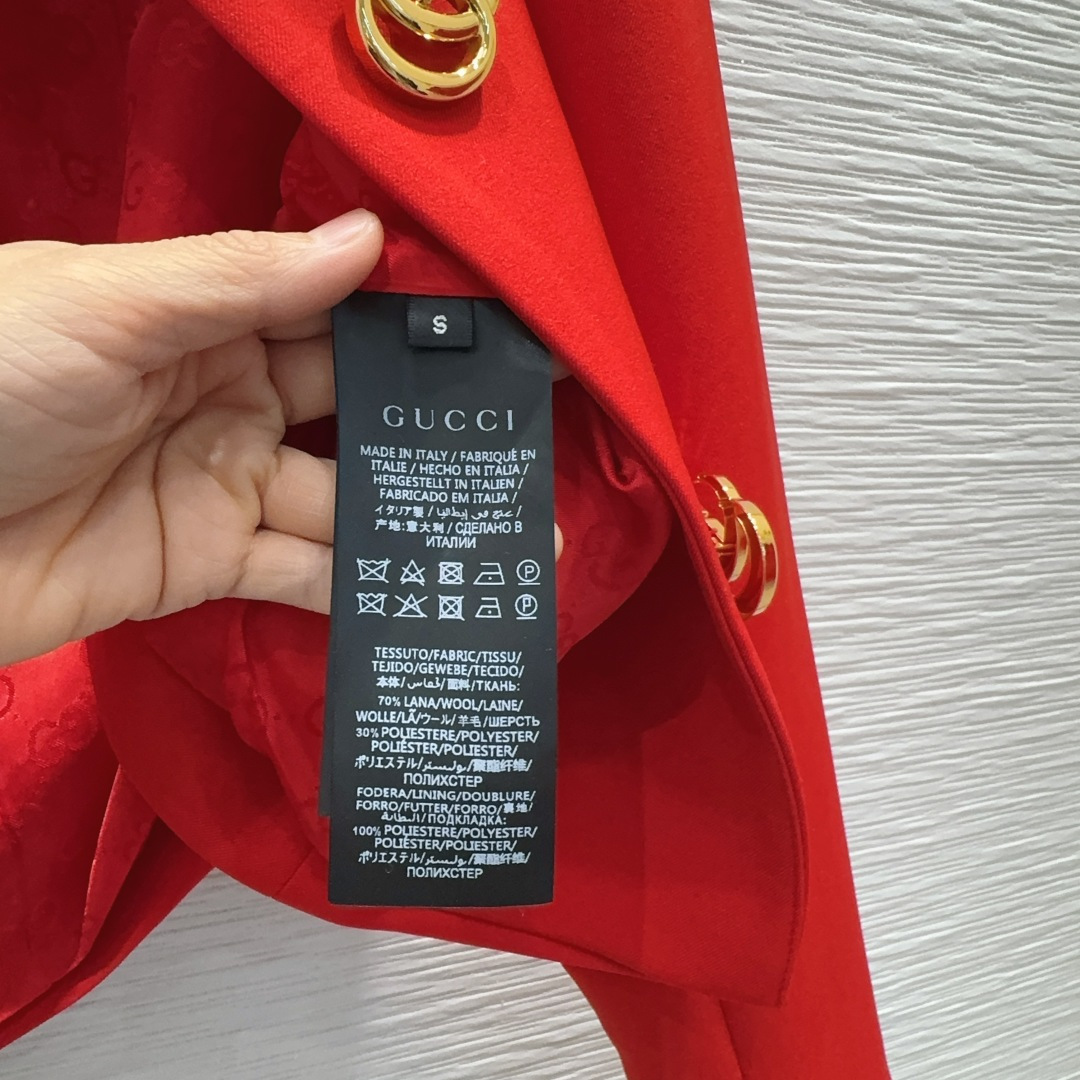 S
GUCCI
MADE IN ITALY / FABRIQUÉ EN
ITALIE / HECHO EN ITALIA /
HERGESTELLT IN ITALIEN /
FABRICADO EM ITALIA /
イタリア製 / في إيطاليا /
产地:意大利 / СДЕЛАНО В
ИТАЛИИ
P
P
TESSUTO/FABRIC/TISSU/
TEJIDO/GEWEBE/TECIDO/
本体/قماش/面料/ТКАНЬ:
70% LANA/WOOL/LAINE/
WOLLE/LÃ/ウール/羊毛/ШЕРСТЬ
30% POLIESTERE/POLYESTER/
POLIÉSTER/POLIESTER/
ポリエステル/بوليستر/聚酯纤维/
ПОЛИХСТЕР
FODERA/LINING/DOUBLURE/
FORRO/FUTTER/FORRO/裏地/
البطانة/ПОДКЛАДКА:
100% POLIESTERE/POLYESTER/
POLIÉSTER/POLIESTER/
ポリエステル/بوليستر/聚酯纤维/
ПОЛИХСТЕР